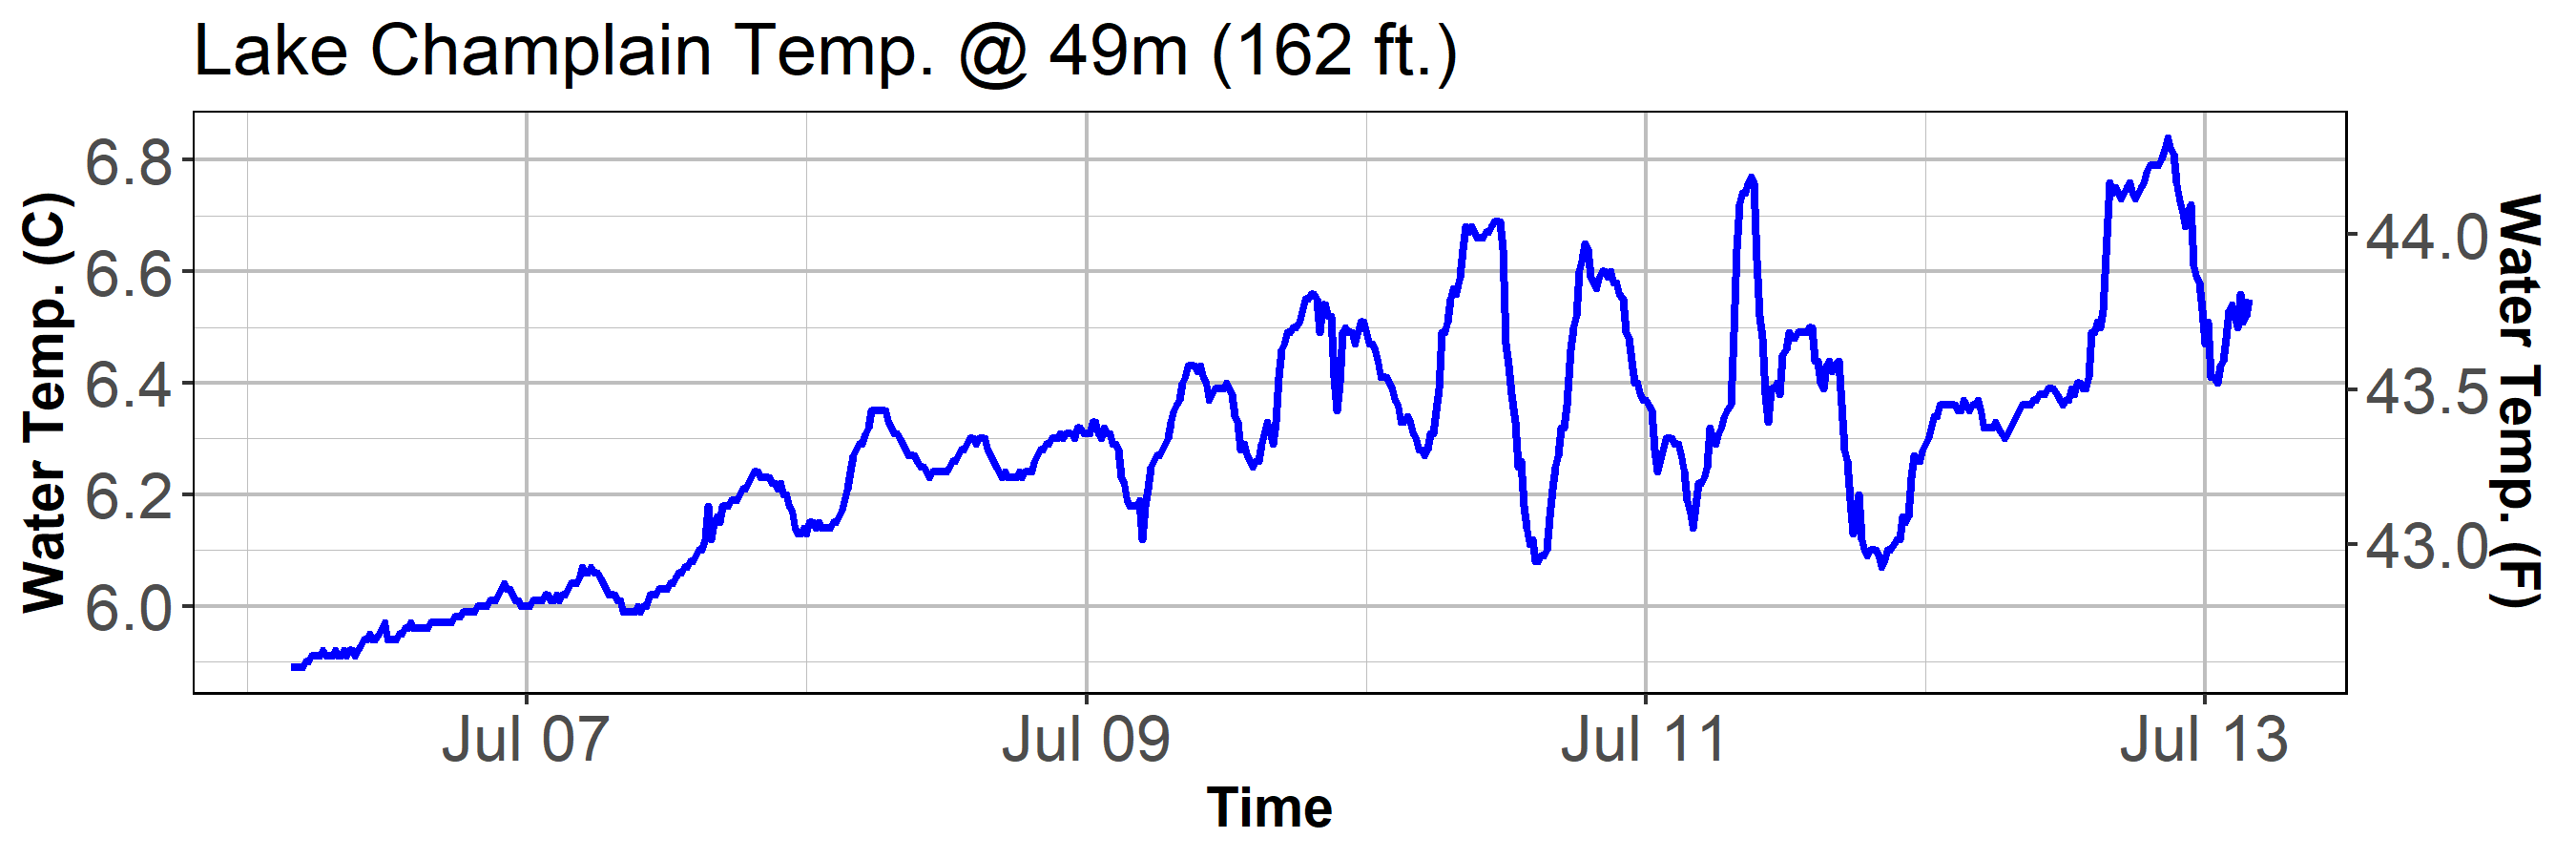 Lake Champlain Temp. @ 49m (162 ft.)
Water Temp. (C)
6.8
6.6
6.4
6.2
6.0
44.0
43.5
43.0
Water Temp. (F)
Jul 07 Jul 09 Jul 11 Jul 13
Time